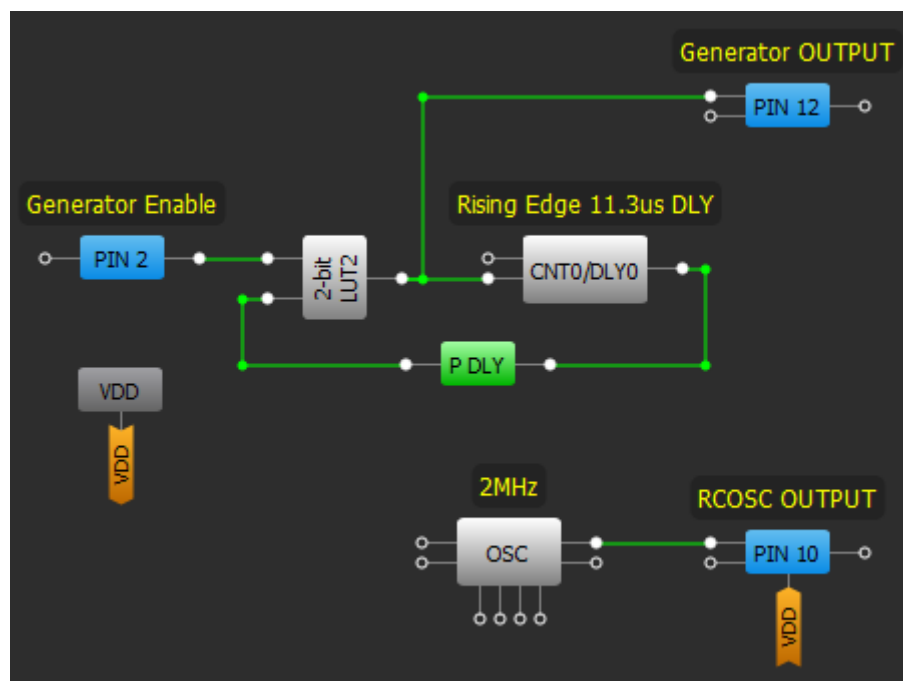 Generator OUTPUT
PIN 12
Generator Enable
Rising Edge 11.3us DLY
PIN 2
2-bit
LUT2
CNT0/DLY0
P DLY
VDD
VDD
2MHz
RCOSC OUTPUT
OSC
PIN 10
VDD